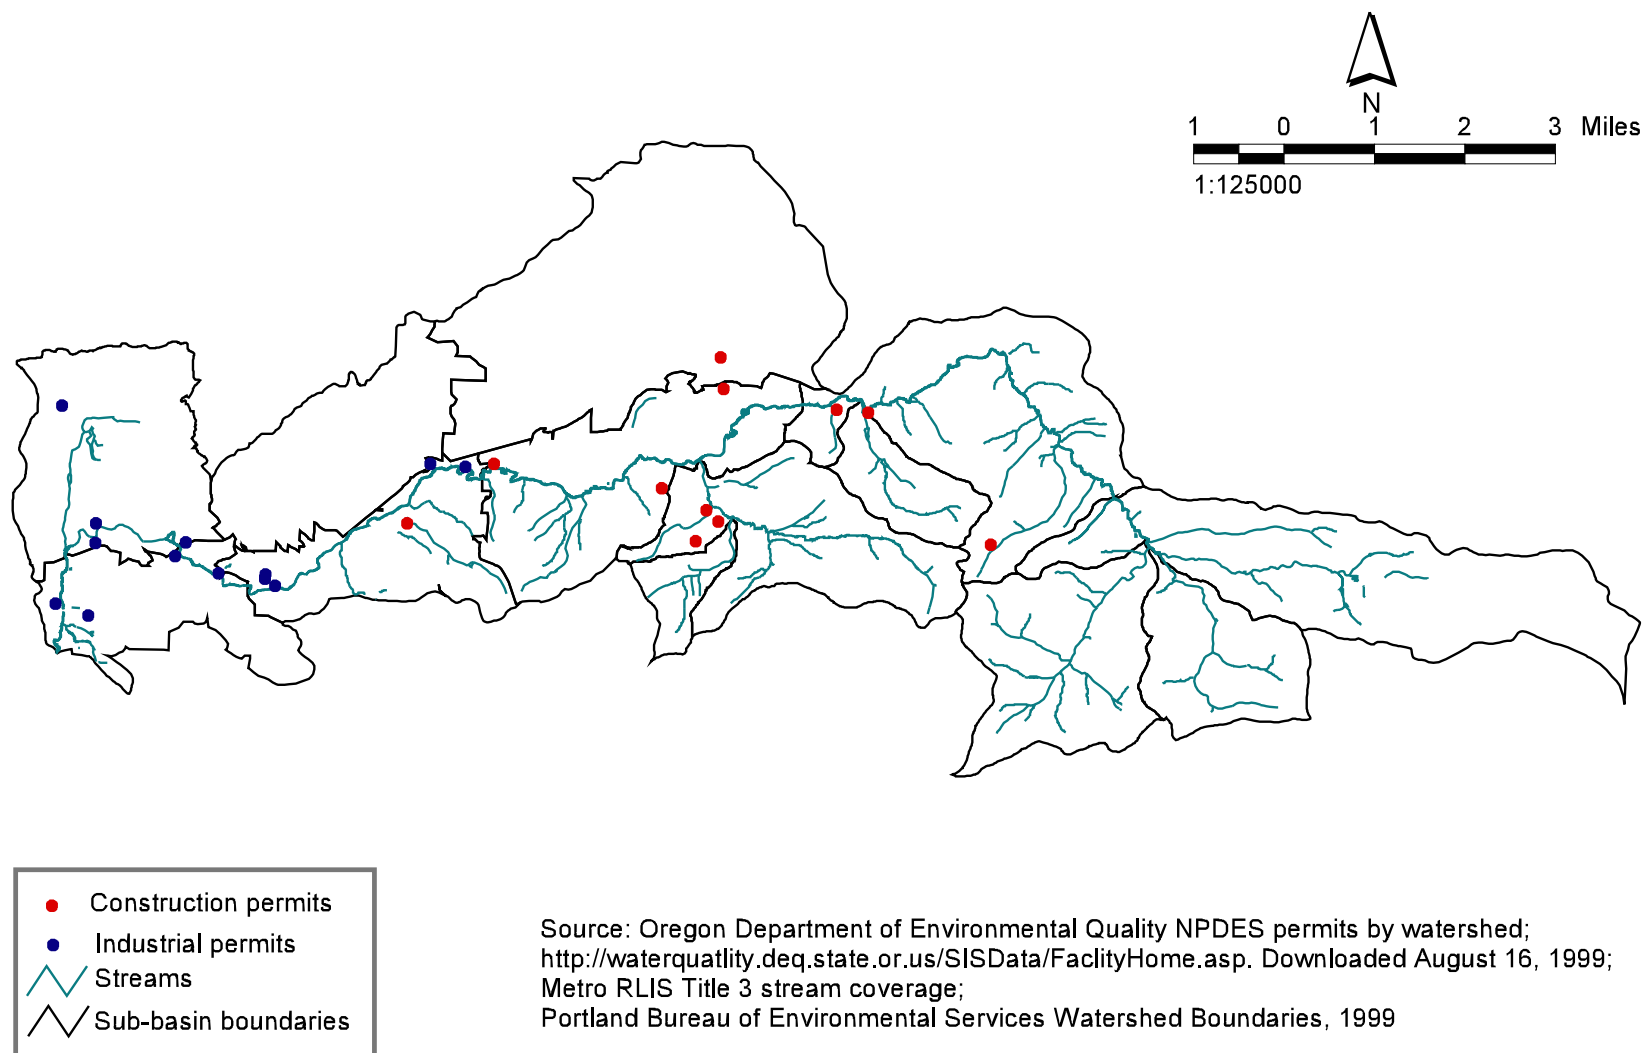 N
1 0 1 2 3 Miles
1:125000
Construction permits
Industrial permits
Streams
Sub-basin boundaries
Source: Oregon Department of Environmental Quality NPDES permits by watershed;
http://waterquatlity.deq.state.or.us/SISData/FaclityHome.asp. Downloaded August 16, 1999;
Metro RLIS Title 3 stream coverage;
Portland Bureau of Environmental Services Watershed Boundaries, 1999